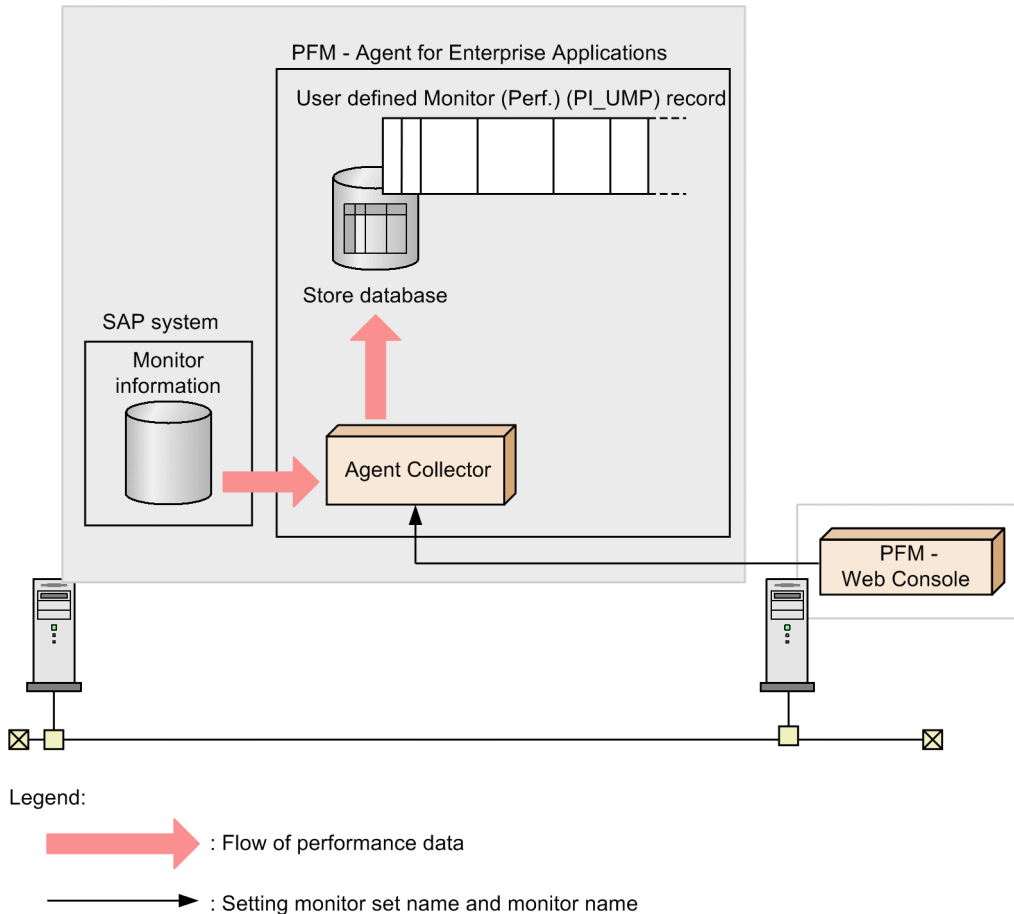 PFM - Agent for Enterprise Applications
User defined Monitor (Perf.) (PI_UMP) record
Store database
SAP system
Monitor
information
Agent Collector
PFM -
Web Console
Legend:
: Flow of performance data
: Setting monitor set name and monitor name